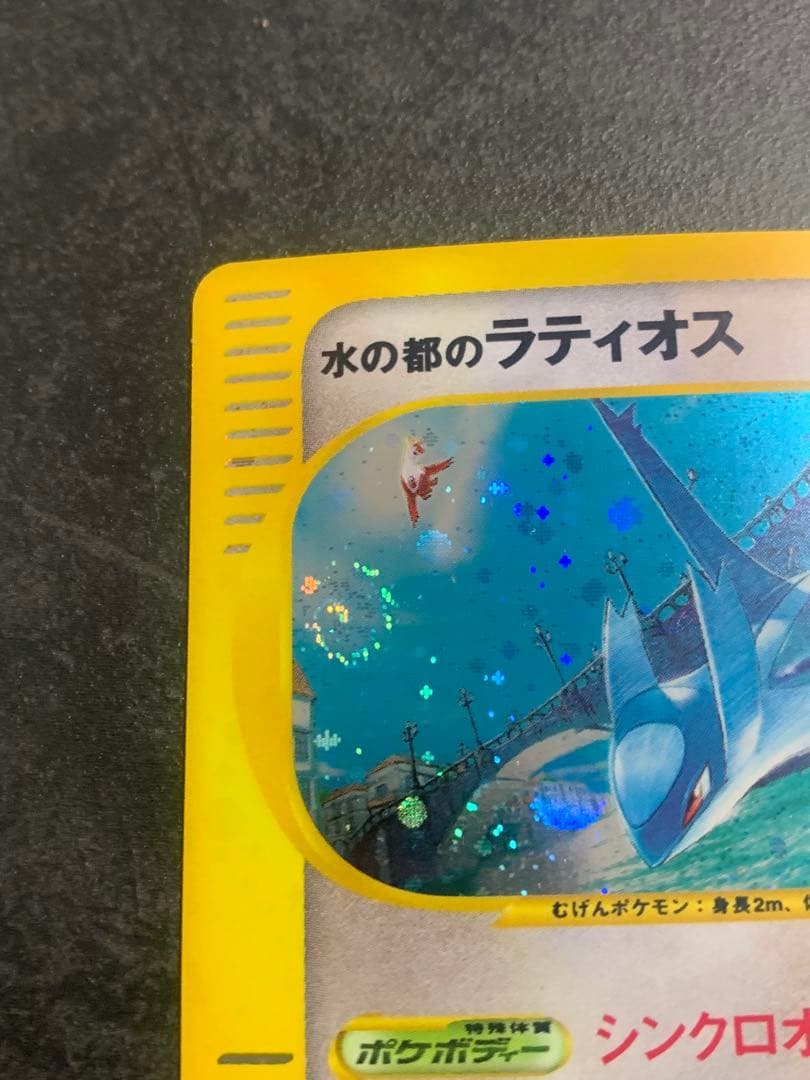 水の都のラティオス
むげんポケモン：身長2m、
特殊体質
ポケボディー
シンクロオ